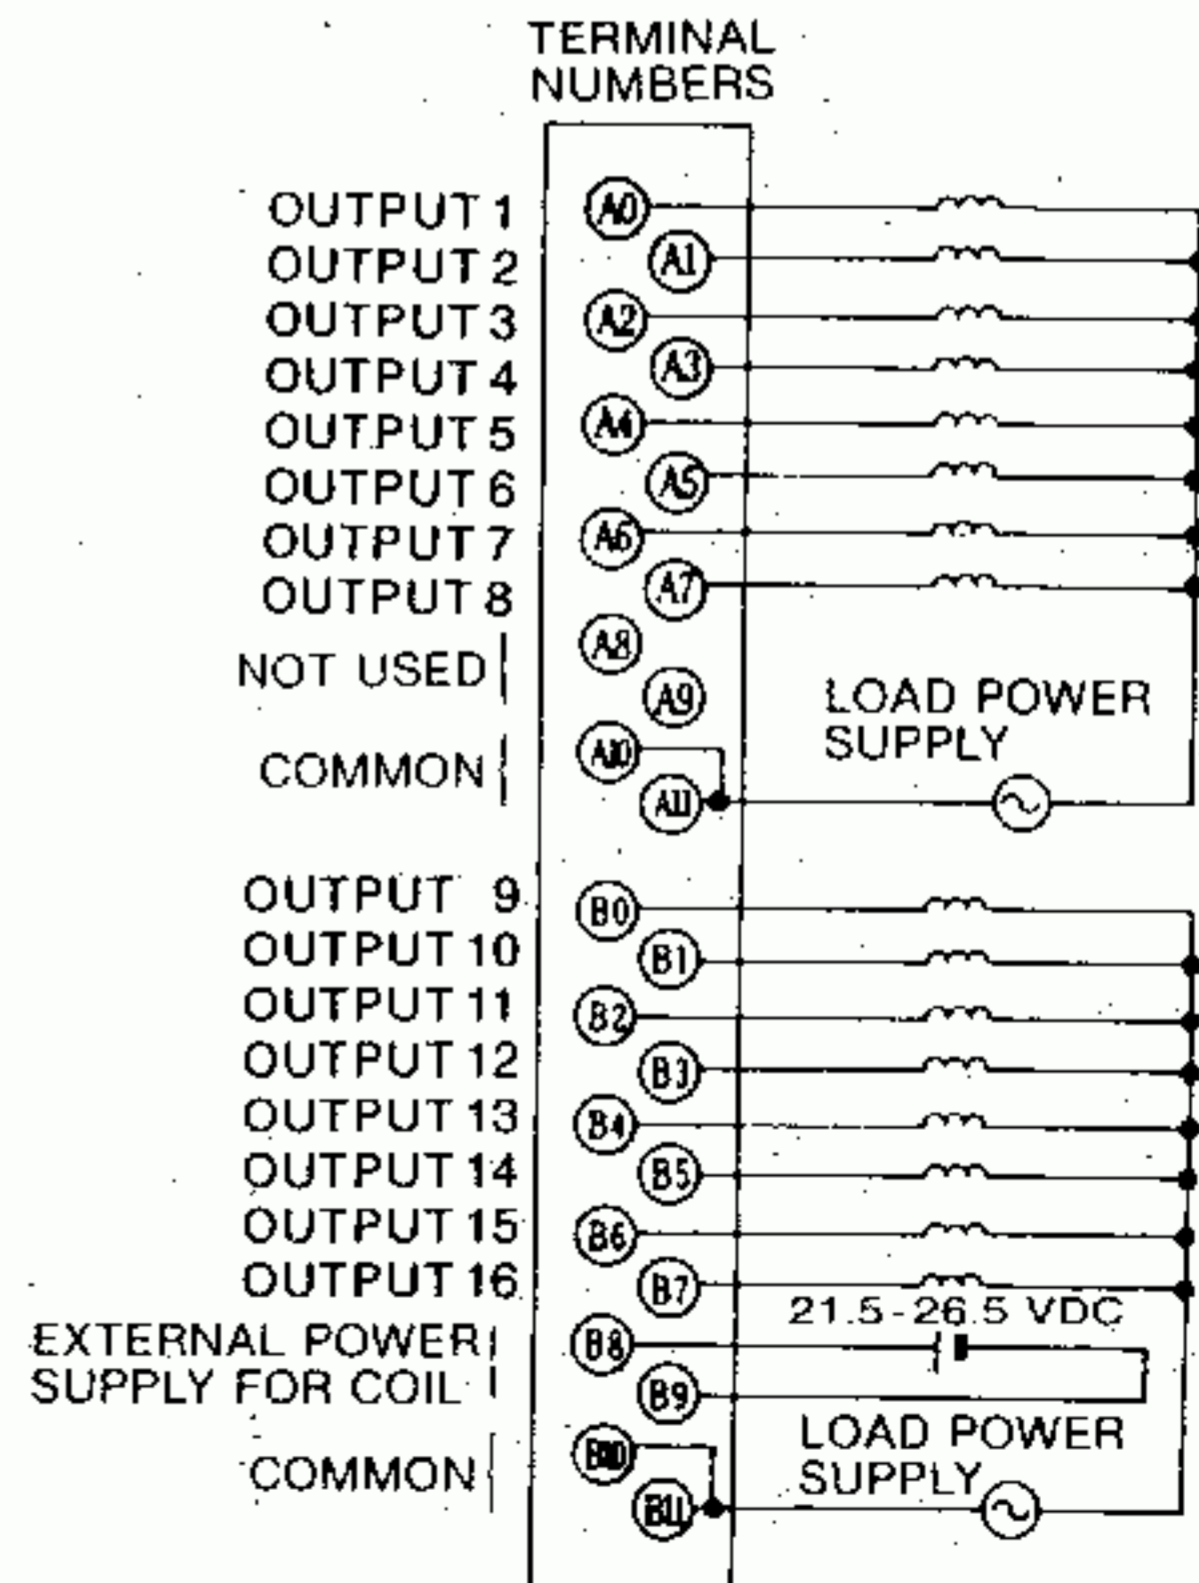 TERMINAL
NUMBERS
OUTPUT 1 A0
OUTPUT 2 A1
OUTPUT 3 A2
OUTPUT 4 A3
OUTPUT 5 A4
OUTPUT 6 A5
OUTPUT 7 A6
OUTPUT 8 A7
A8
NOT USED
A9
LOAD POWER
SUPPLY
A10
COMMON
A11
OUTPUT 9 B0
OUTPUT 10 B1
OUTPUT 11 B2
OUTPUT 12 B3
OUTPUT 13 B4
OUTPUT 14 B5
OUTPUT 15 B6
OUTPUT 16 B7
21.5-26.5 VDC
EXTERNAL POWER B8
SUPPLY FOR COIL B9
LOAD POWER
SUPPLY
B10
COMMON
B11